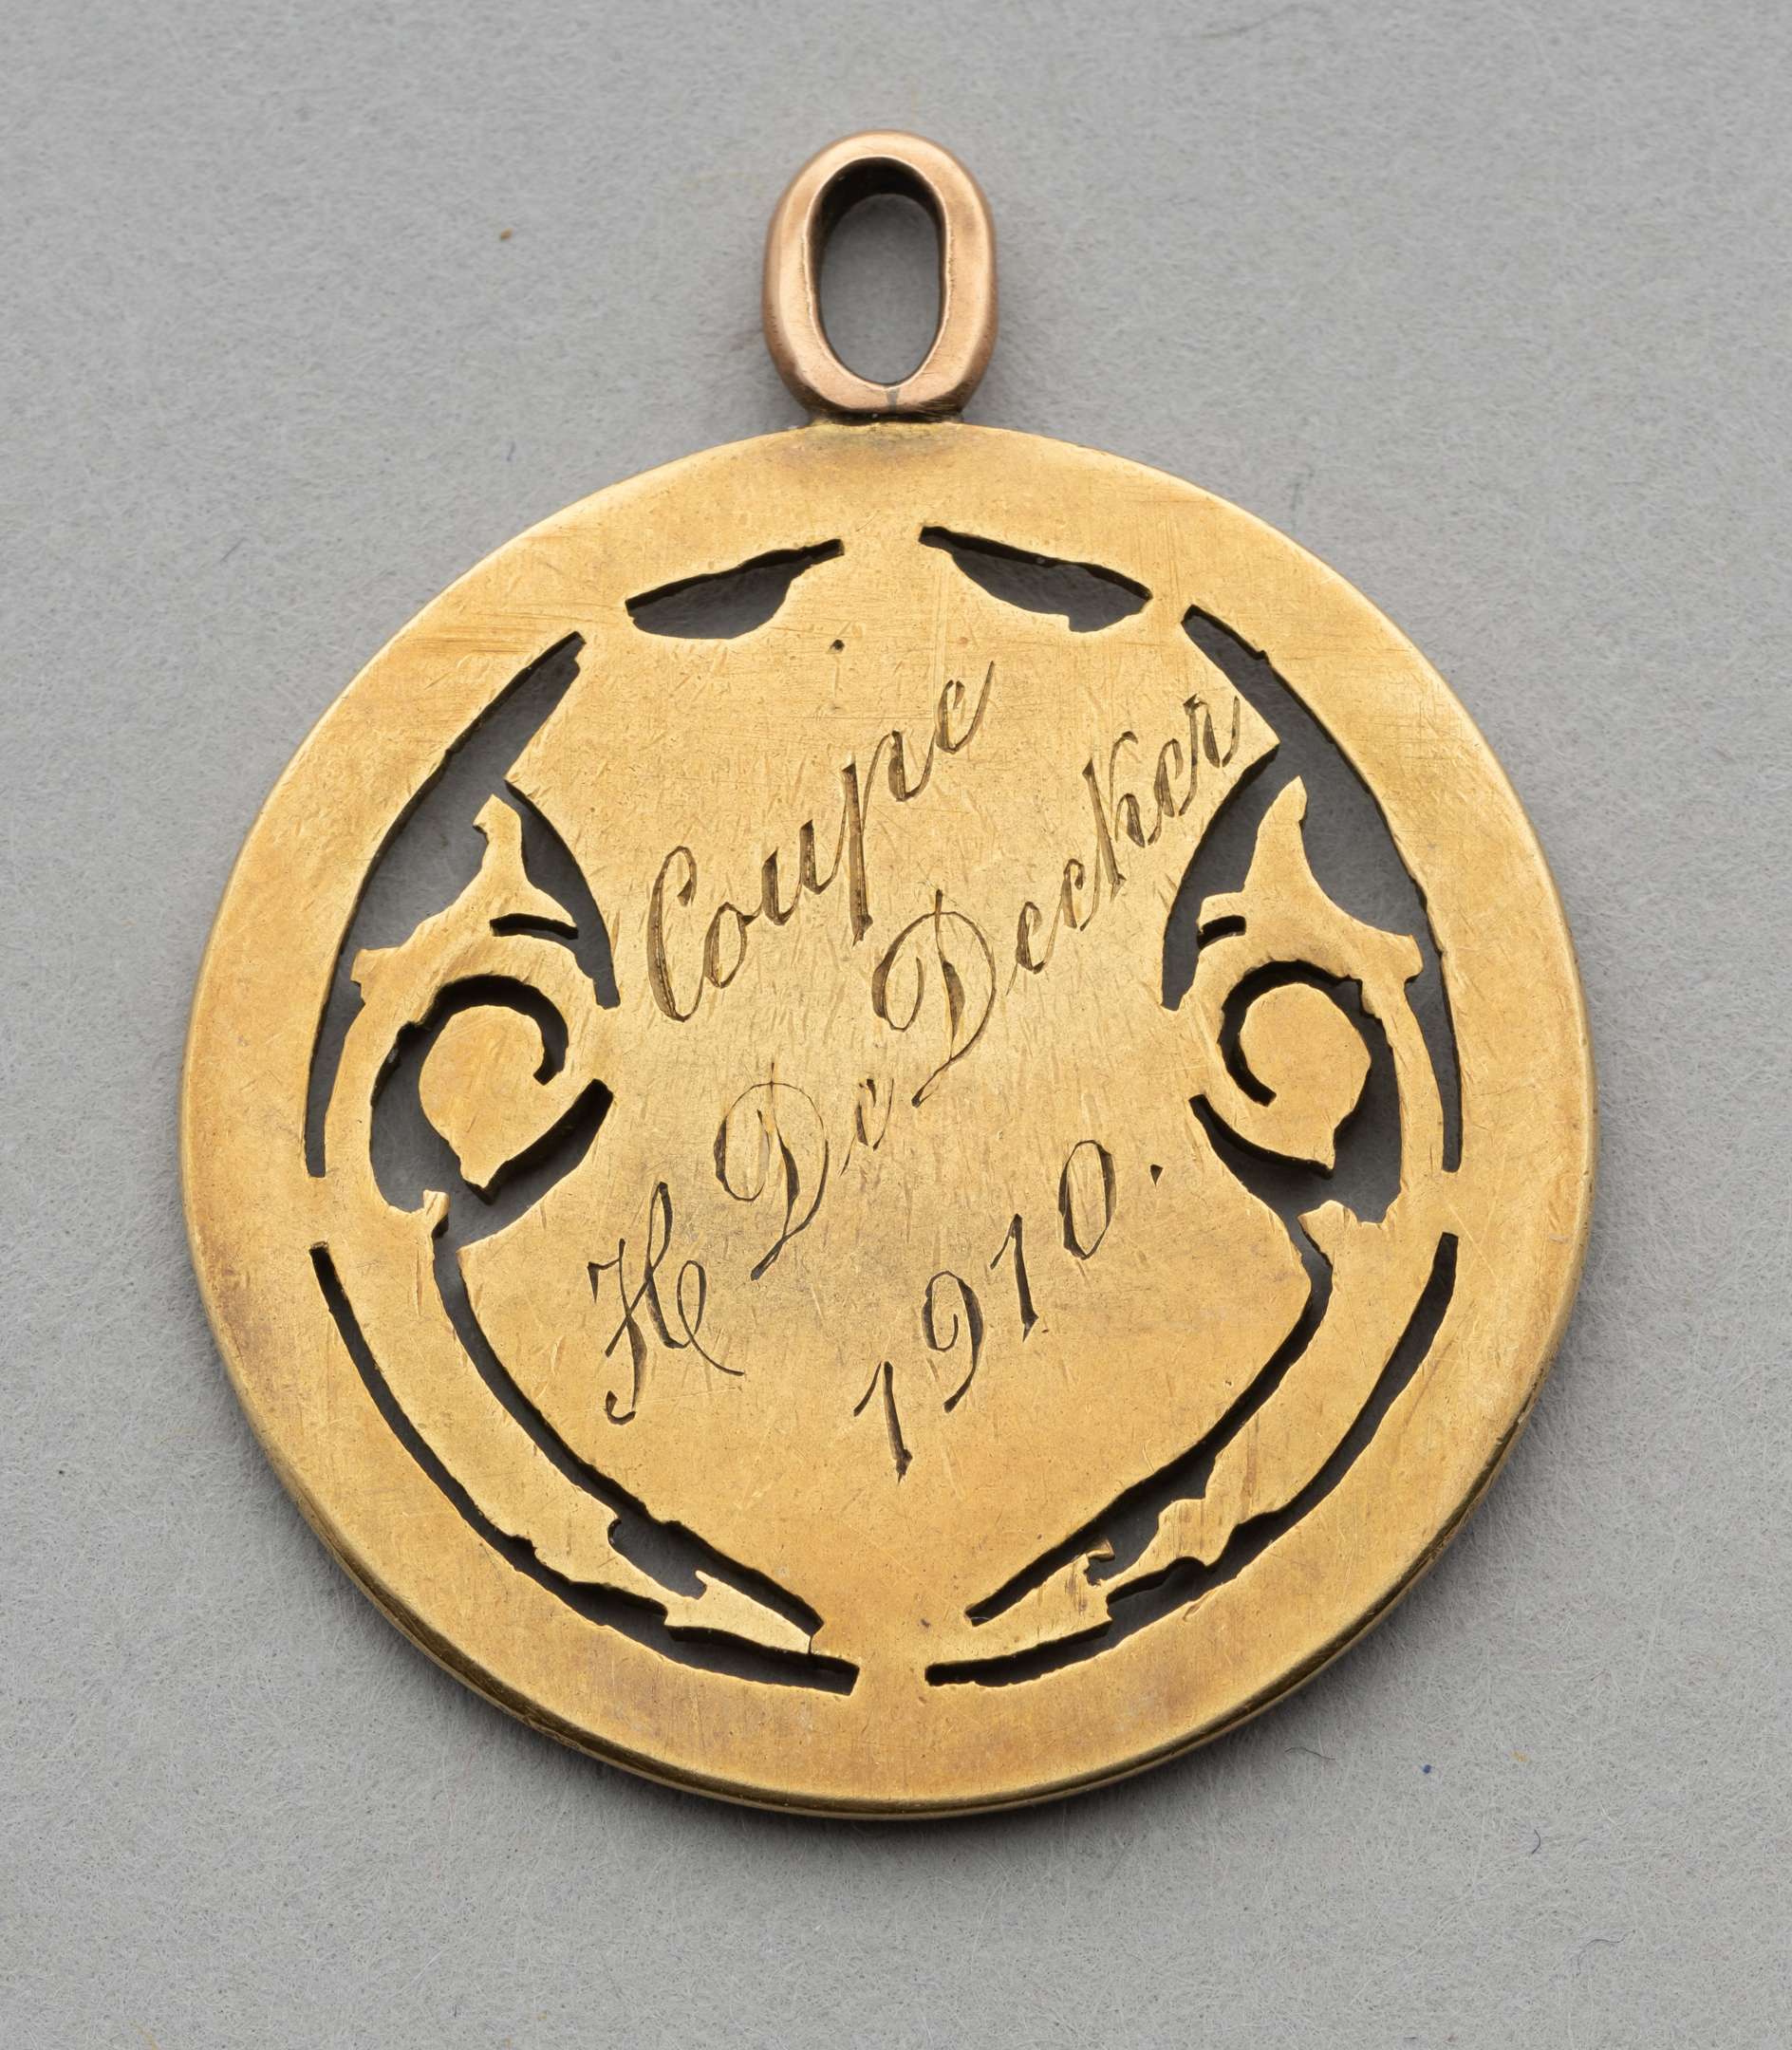 Coupe
H De Decker
1910.